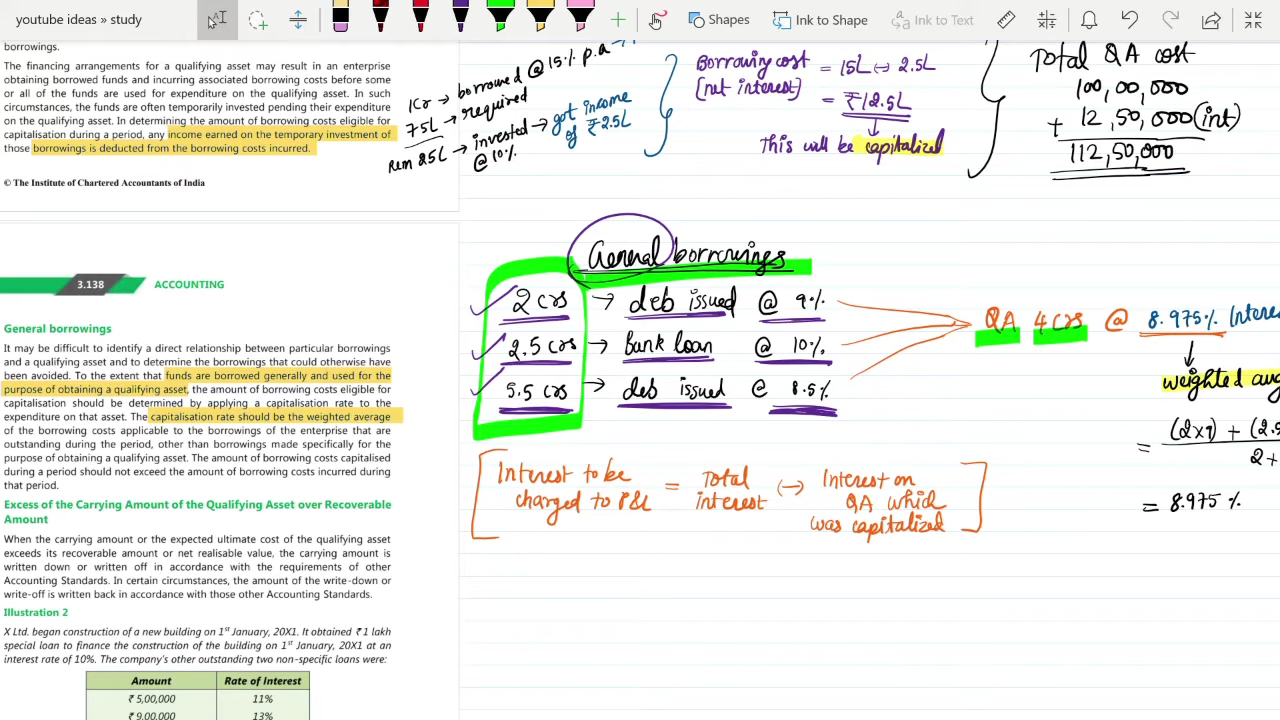 youtube ideas » study
Shapes
Ink to Shape
Ink to Text
borrowings.
The financing arrangements for a qualifying asset may result in an enterprise
obtaining borrowed funds and incurring associated borrowing costs before some
or all of the funds are used for expenditure on the qualifying asset. In such
circumstances, the funds are often temporarily invested pending their expenditure
on the qualifying asset. In determining the amount of borrowing costs eligible for
capitalisation during a period, any income earned on the temporary investment of
those borrowings is deducted from the borrowing costs incurred.
© The Institute of Chartered Accountants of India
1Cr → borrowed @ 15% p.a →
75L → required
Rem 25L → invested → got income
@ 10% of ₹ 2.5L
Borrowing cost = 15L (-) 2.5L
[net interest] = ₹ 12.5L
This will be capitalized
Total QA cost
100,00,000
+ 12,50,000 (int)
112,50,000
3.138 ACCOUNTING
General borrowings
It may be difficult to identify a direct relationship between particular borrowings
and a qualifying asset and to determine the borrowings that could otherwise have
been avoided. To the extent that funds are borrowed generally and used for the
purpose of obtaining a qualifying asset, the amount of borrowing costs eligible for
capitalisation should be determined by applying a capitalisation rate to the
expenditure on that asset. The capitalisation rate should be the weighted average
of the borrowing costs applicable to the borrowings of the enterprise that are
outstanding during the period, other than borrowings made specifically for the
purpose of obtaining a qualifying asset. The amount of borrowing costs capitalised
during a period should not exceed the amount of borrowing costs incurred during
that period.
Excess of the Carrying Amount of the Qualifying Asset over Recoverable
Amount
When the carrying amount or the expected ultimate cost of the qualifying asset
exceeds its recoverable amount or net realisable value, the carrying amount is
written down or written off in accordance with the requirements of other
Accounting Standards. In certain circumstances, the amount of the write-down or
write-off is written back in accordance with those other Accounting Standards.
Illustration 2
X Ltd. began construction of a new building on 1st January, 20X1. It obtained ₹ 1 lakh
special loan to finance the construction of the building on 1st January, 20X1 at an
interest rate of 10%. The company's other outstanding two non-specific loans were:
Amount Rate of Interest
₹ 5,00,000 11%
₹ 9,00,000 13%
General borrowings
2 crs → deb issued @ 9%
2.5 crs → bank loan @ 10%
5.5 crs → deb issued @ 8.5%
QA 4 crs @ 8.975% Interes
weighted avg
= (2x9) + (2.5
2 +
= 8.975 %
[Interest to be charged to P&L = Total interest (-) Interest on QA which was capitalized]